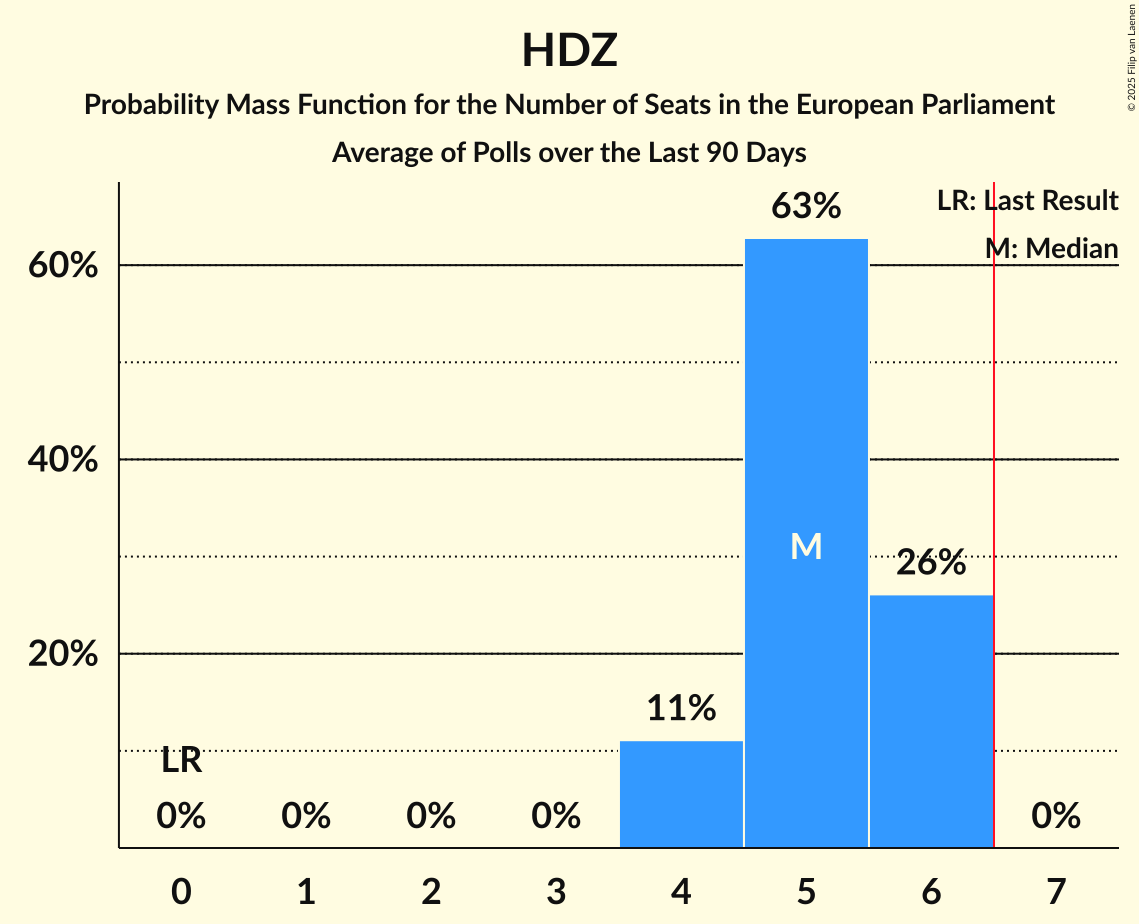 HDZ
Probability Mass Function for the Number of Seats in the European Parliament
Average of Polls over the Last 90 Days
© 2025 Filip van Laenen
LR: Last Result
M: Median
63%
60%
40%
M
26%
20%
11%
LR
0% 0% 0% 0% 0%
0 1 2 3 4 5 6 7